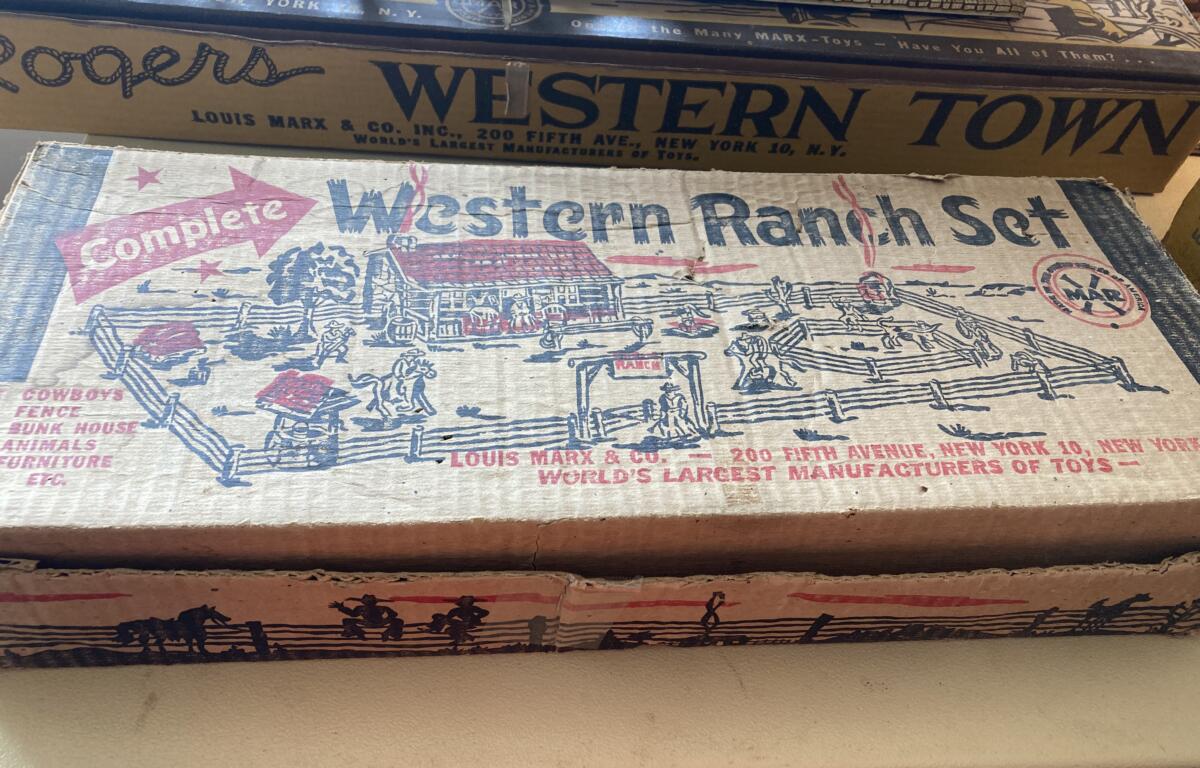 YORK N.Y.
the Many MARX-Toys — Have You All of Them? . . .
Rogers WESTERN TOWN
LOUIS MARX & CO. INC., 200 FIFTH AVE., NEW YORK 10, N.Y.
WORLD'S LARGEST MANUFACTURERS OF TOYS.
Complete Western Ranch Set
MAR
RANCH
COWBOYS
FENCE
BUNK HOUSE
ANIMALS
FURNITURE
ETC.
LOUIS MARX & CO. — 200 FIFTH AVENUE, NEW YORK 10, NEW YORK
WORLD'S LARGEST MANUFACTURERS OF TOYS —